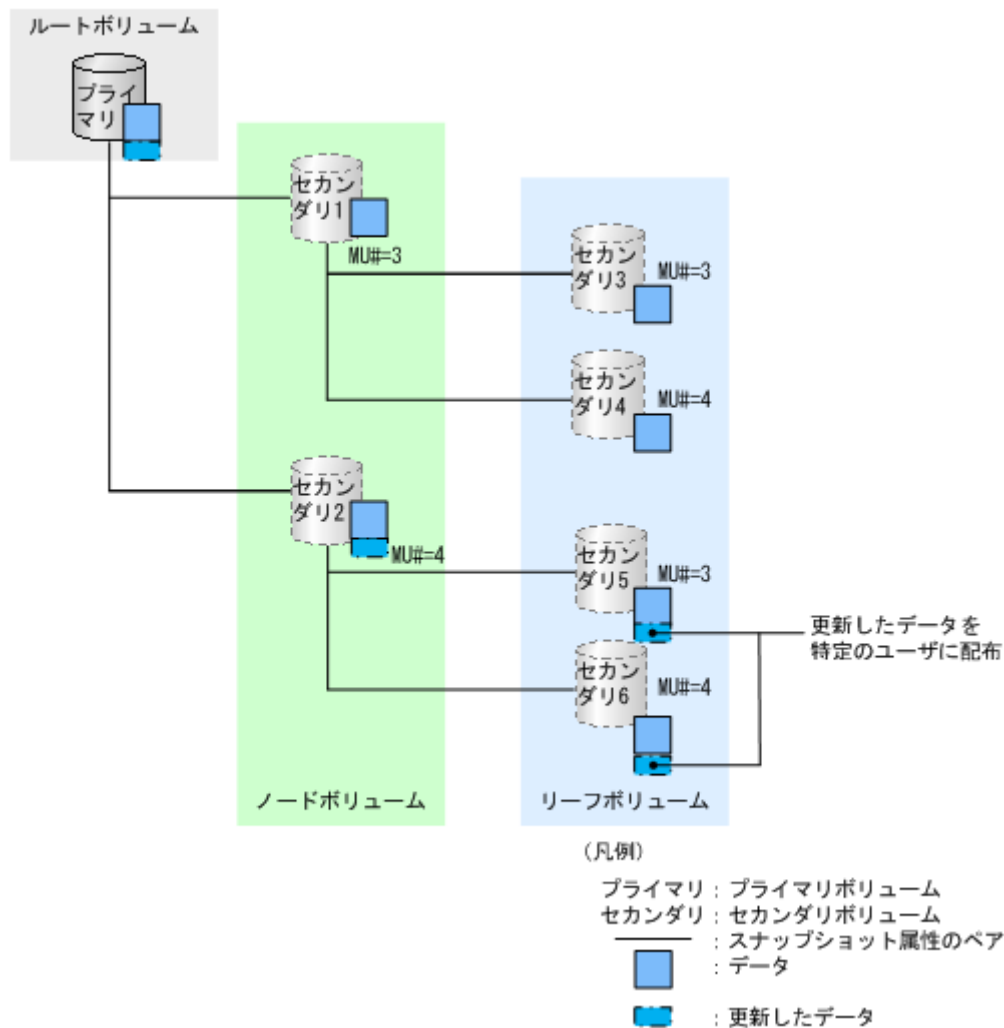 ルートボリューム
プライ
マリ
セカン
ダリ1
MU#=3
セカン
ダリ3
MU#=3
セカン
ダリ4
MU#=4
セカン
ダリ2
MU#=4
セカン
ダリ5
MU#=3
更新したデータを
特定のユーザに配布
セカン
ダリ6
MU#=4
ノードボリューム
リーフボリューム
(凡例)
プライマリ : プライマリボリューム
セカンダリ : セカンダリボリューム
: スナップショット属性のペア
: データ
: 更新したデータ